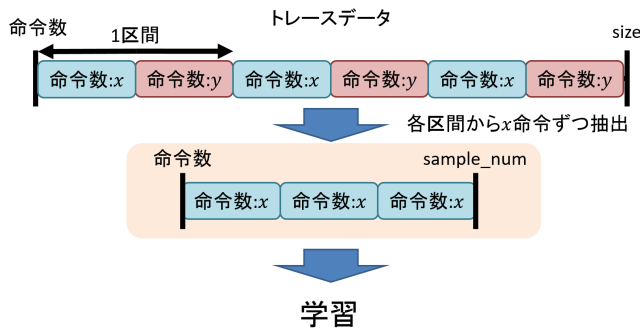 トレースデータ
命令数
1区間
size
命令数:x 命令数:y 命令数:x 命令数:y 命令数:x 命令数:y
各区間からx命令ずつ抽出
命令数
sample_num
命令数:x 命令数:x 命令数:x
学習